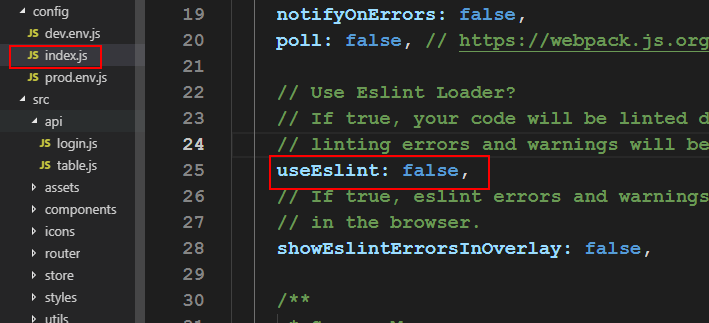 config
JS dev.env.js
JS index.js
JS prod.env.js
src
api
JS login.js
JS table.js
assets
components
icons
router
store
styles
utils
19 notifyOnErrors: false,
20 poll: false, // https://webpack.js.org
21
22 // Use Eslint Loader?
23 // If true, your code will be linted d
24 // linting errors and warnings will be
25 useEslint: false,
26 // If true, eslint errors and warnings
27 // in the browser.
28 showEslintErrorsInOverlay: false,
29
30 /**